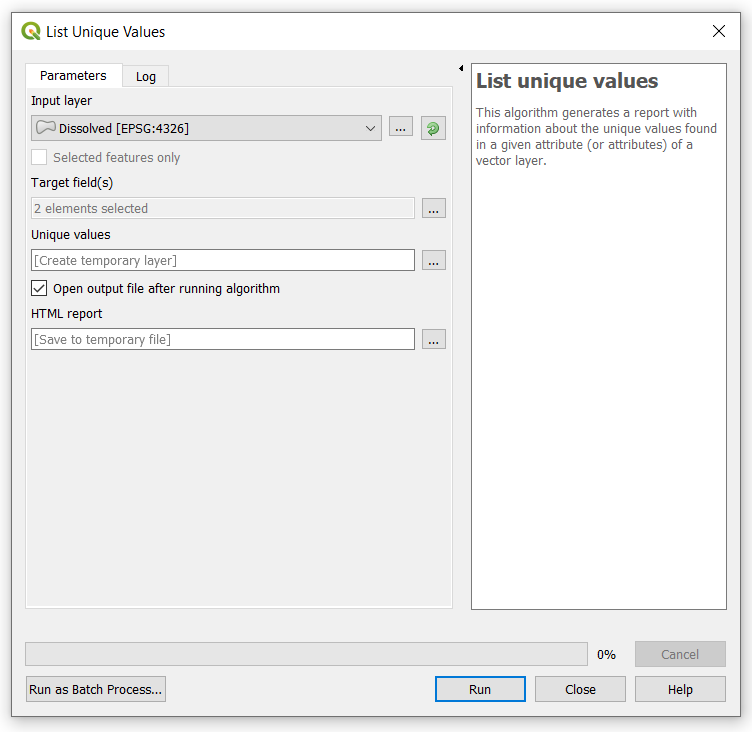 List Unique Values
Parameters
Log
Input layer
Dissolved [EPSG:4326]
...
Selected features only
Target field(s)
2 elements selected
...
Unique values
[Create temporary layer]
...
Open output file after running algorithm
HTML report
[Save to temporary file]
...
List unique values
This algorithm generates a report with
information about the unique values found
in a given attribute (or attributes) of a
vector layer.
0%
Cancel
Run as Batch Process...
Run
Close
Help